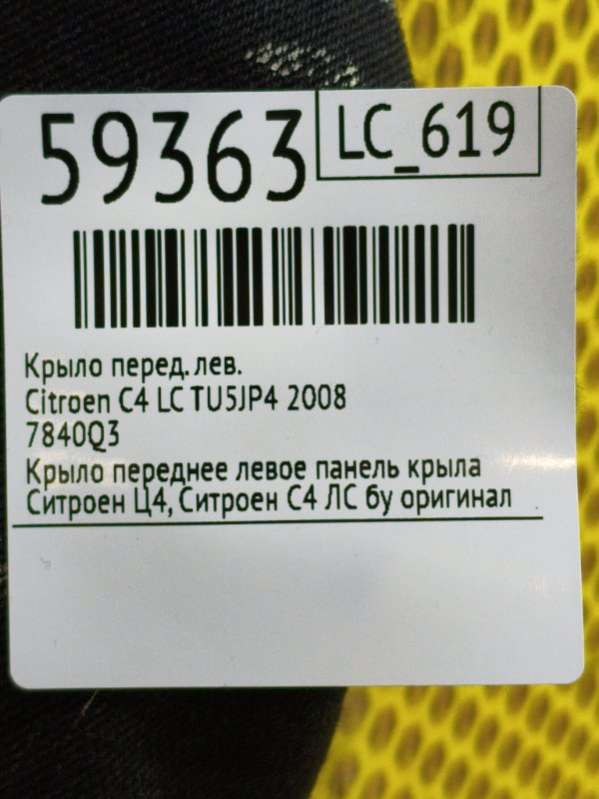 59363
LC_619
Крыло перед. лев.
Citroen C4 LC TU5JP4 2008
7840Q3
Крыло переднее левое панель крыла
Ситроен Ц4, Ситроен С4 ЛС бу оригинал